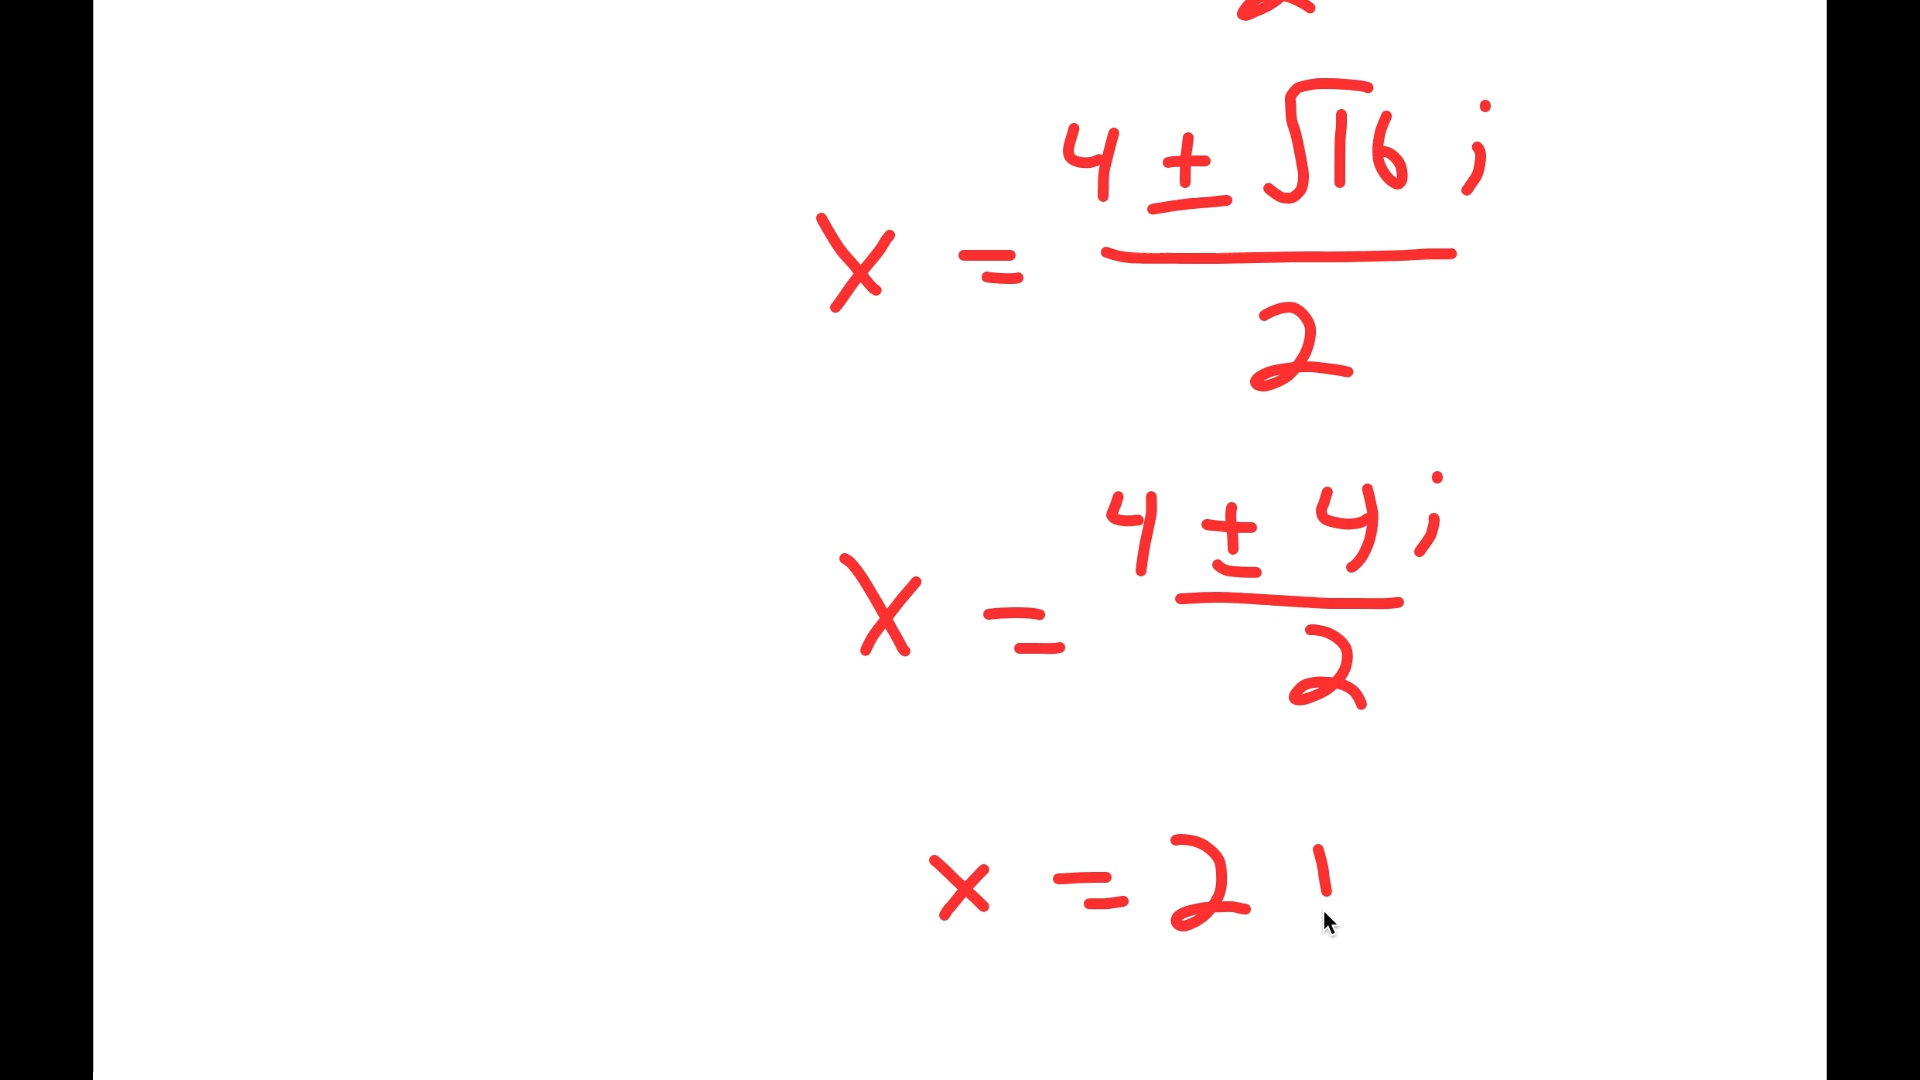 x = 4 ± √16 i / 2
x = 4 ± 4i / 2
x = 2